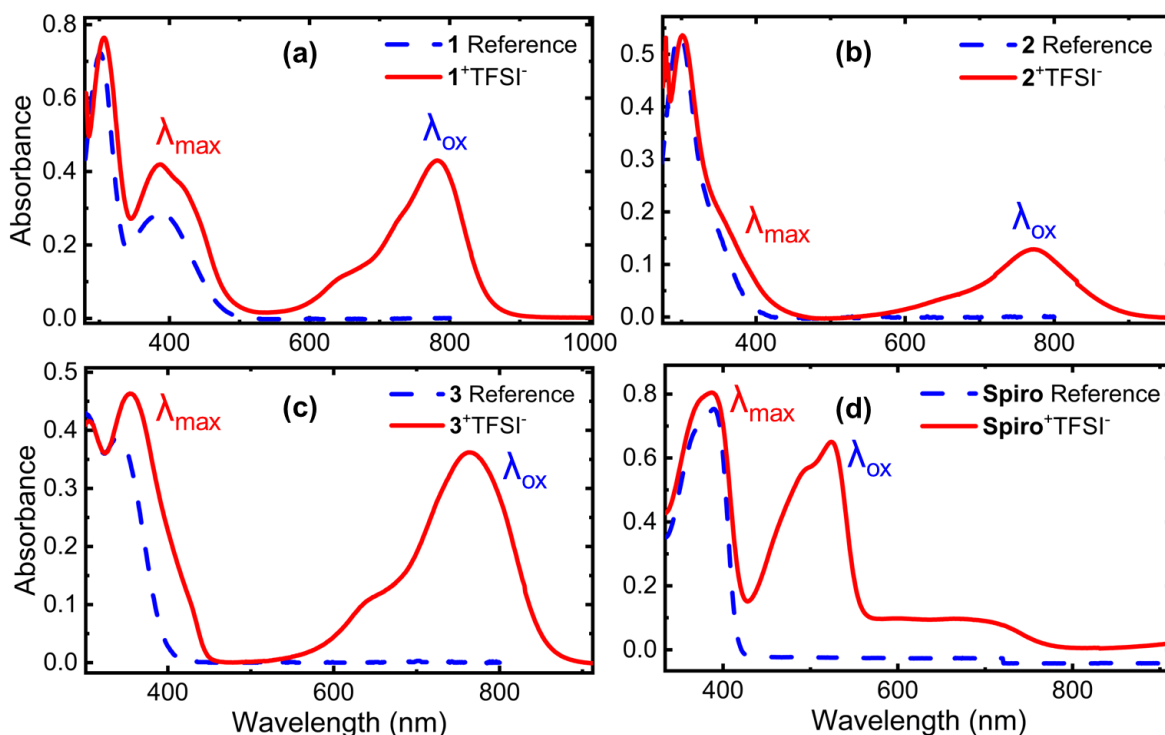 (a)
1 Reference
1⁺TFSI⁻
λmax
λox
0.8
0.6
0.4
0.2
0.0
400
600
800
1000
Absorbance
(b)
2 Reference
2⁺TFSI⁻
λmax
λox
0.5
0.4
0.3
0.2
0.1
0.0
400
600
800
(c)
3 Reference
3⁺TFSI⁻
λmax
λox
0.5
0.4
0.3
0.2
0.1
0.0
400
600
800
Absorbance
Wavelength (nm)
(d)
Spiro Reference
Spiro⁺TFSI⁻
λmax
λox
0.8
0.6
0.4
0.2
0.0
400
600
800
Wavelength (nm)